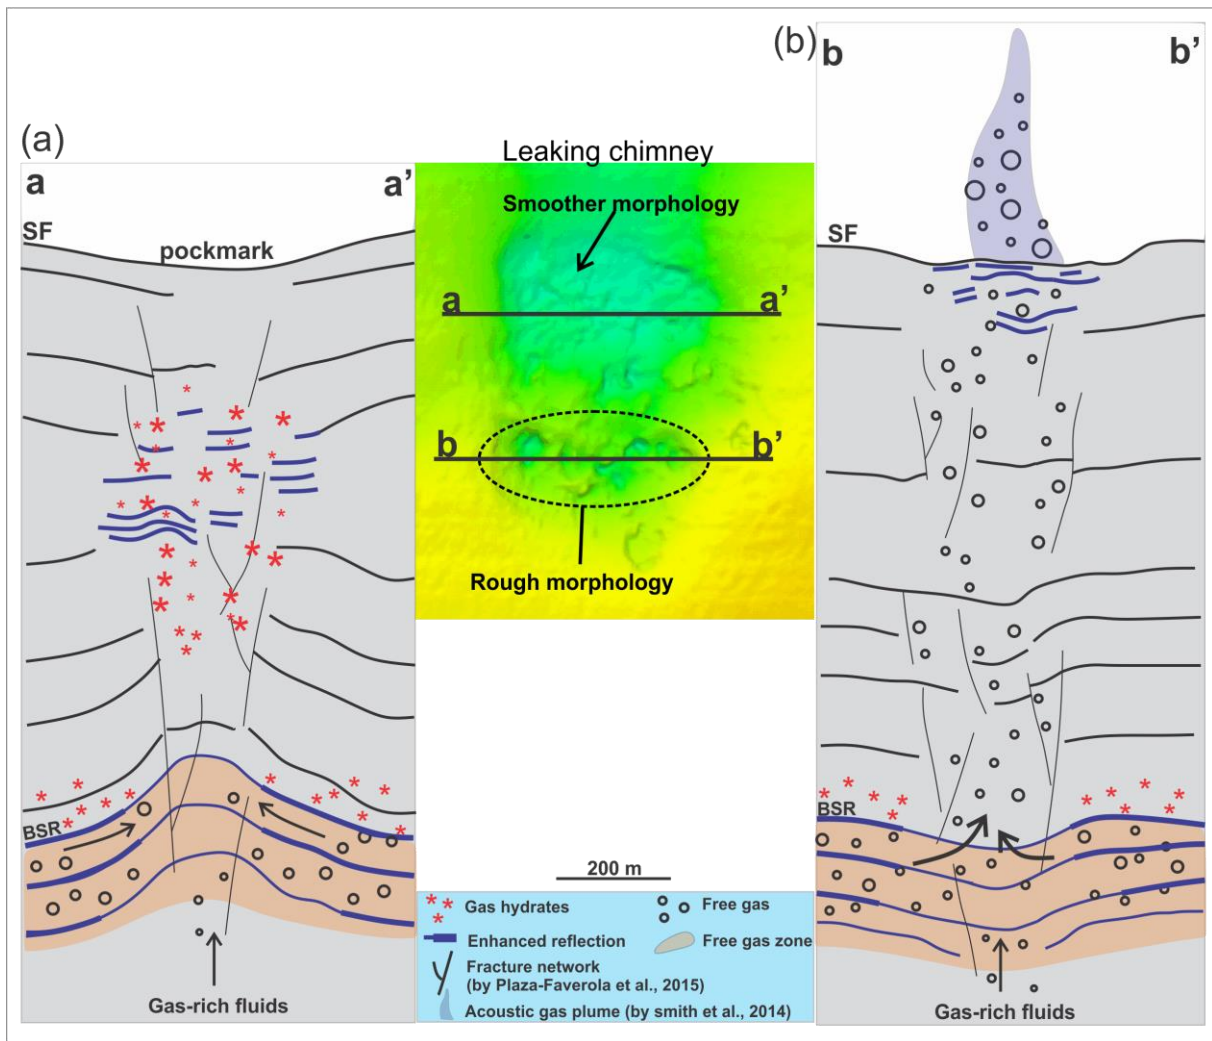 (a)
a a’
SF
pockmark
BSR
Gas-rich fluids
Leaking chimney
Smoother morphology
a a’
b b’
Rough morphology
200 m
Gas hydrates
Free gas
Enhanced reflection
Free gas zone
Fracture network
(by Plaza-Faverola et al., 2015)
Acoustic gas plume (by smith et al., 2014)
(b)
b b’
SF
BSR
Gas-rich fluids